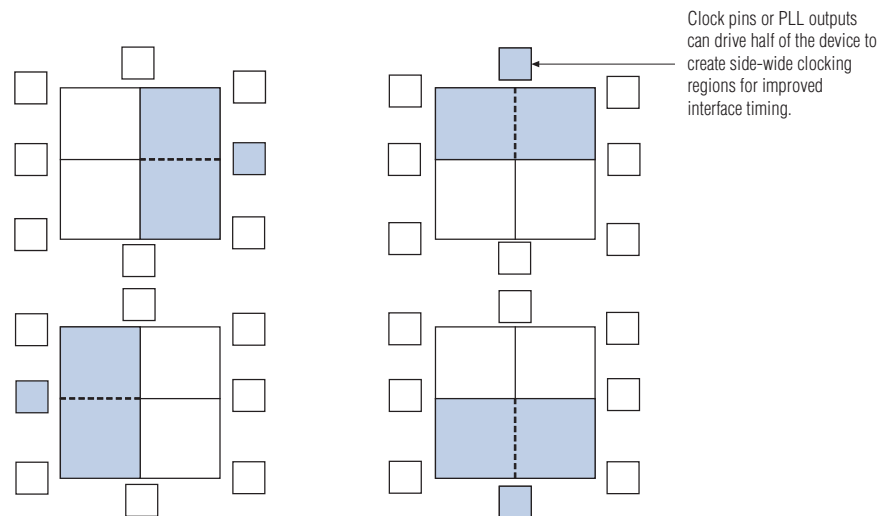 Clock pins or PLL outputs
can drive half of the device to
create side-wide clocking
regions for improved
interface timing.